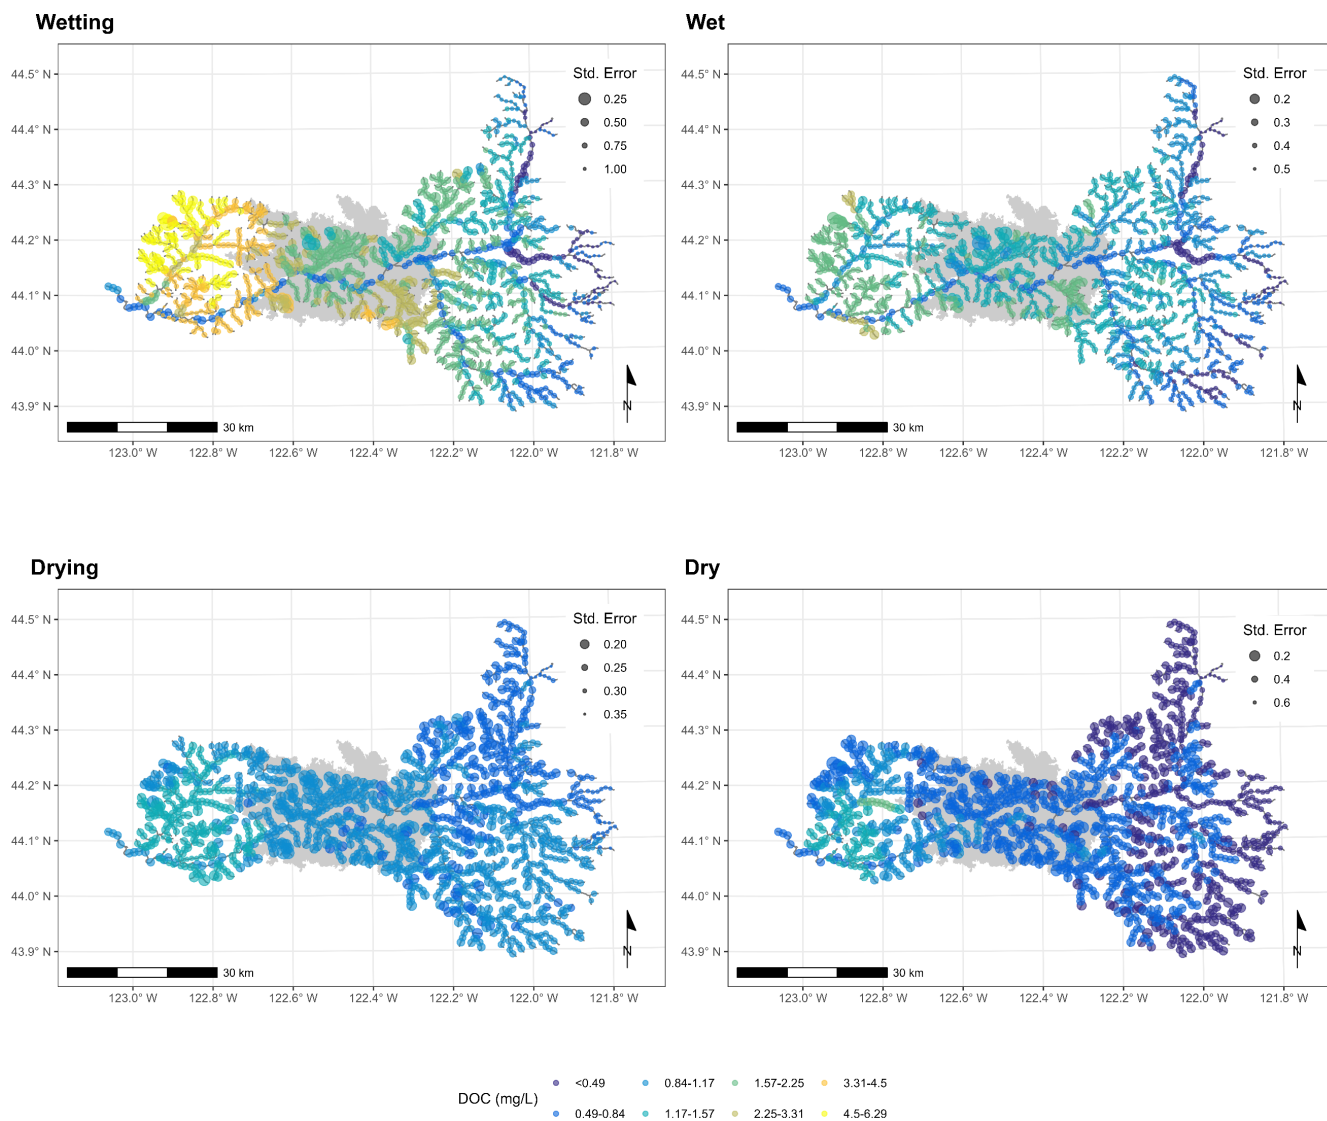 Wetting
Wet
44.5° N
44.4° N
44.3° N
44.2° N
44.1° N
44.0° N
43.9° N
Std. Error
0.25
0.50
0.75
1.00
N
30 km
123.0° W 122.8° W 122.6° W 122.4° W 122.2° W 122.0° W 121.8° W
44.5° N
44.4° N
44.3° N
44.2° N
44.1° N
44.0° N
43.9° N
Std. Error
0.2
0.3
0.4
0.5
N
30 km
123.0° W 122.8° W 122.6° W 122.4° W 122.2° W 122.0° W 121.8° W
Drying
Dry
44.5° N
44.4° N
44.3° N
44.2° N
44.1° N
44.0° N
43.9° N
Std. Error
0.20
0.25
0.30
0.35
N
30 km
123.0° W 122.8° W 122.6° W 122.4° W 122.2° W 122.0° W 121.8° W
44.5° N
44.4° N
44.3° N
44.2° N
44.1° N
44.0° N
43.9° N
Std. Error
0.2
0.4
0.6
N
30 km
123.0° W 122.8° W 122.6° W 122.4° W 122.2° W 122.0° W 121.8° W
DOC (mg/L)
<0.49 0.84-1.17 1.57-2.25 3.31-4.5
0.49-0.84 1.17-1.57 2.25-3.31 4.5-6.29